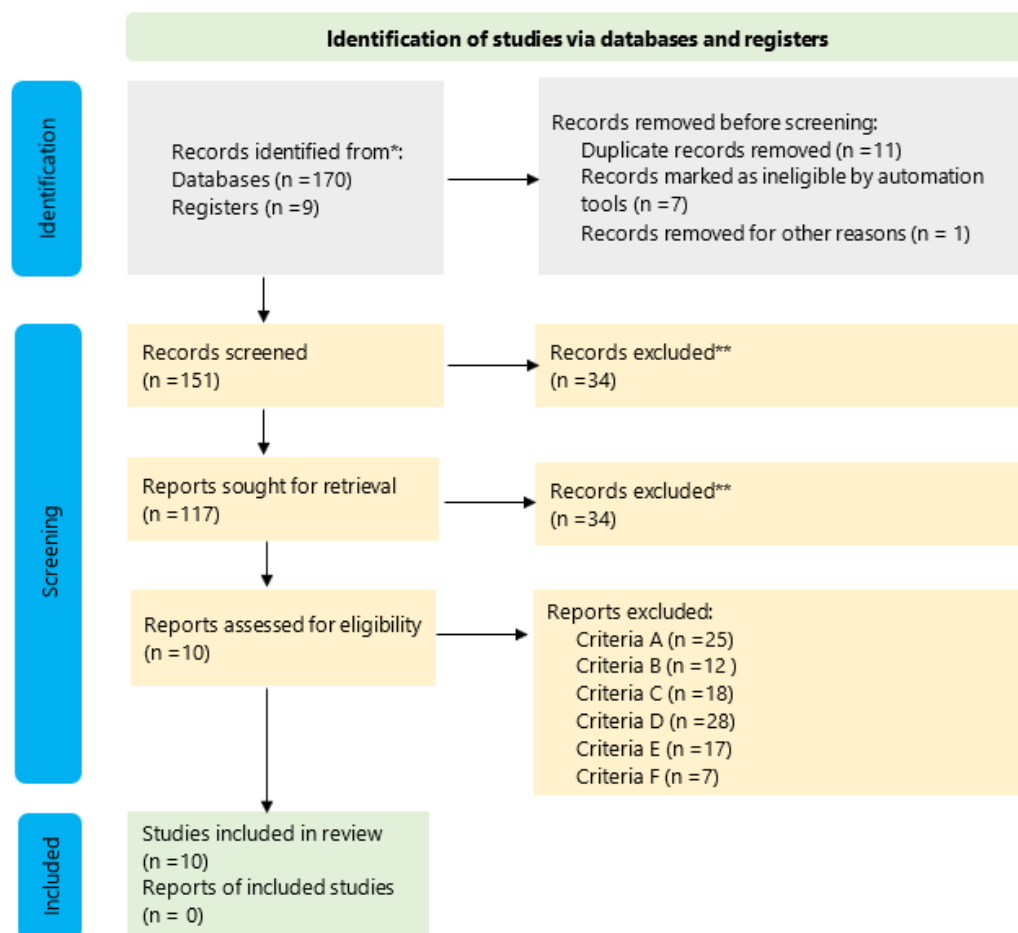 Identification of studies via databases and registers
Identification
Records identified from*:
Databases (n =170)
Registers (n =9)
Records removed before screening:
Duplicate records removed (n =11)
Records marked as ineligible by automation
tools (n =7)
Records removed for other reasons (n = 1)
Screening
Records screened
(n =151)
Records excluded**
(n =34)
Reports sought for retrieval
(n =117)
Records excluded**
(n =34)
Reports assessed for eligibility
(n =10)
Reports excluded:
Criteria A (n =25)
Criteria B (n =12 )
Criteria C (n =18)
Criteria D (n =28)
Criteria E (n =17)
Criteria F (n =7)
Included
Studies included in review
(n =10)
Reports of included studies
(n = 0)